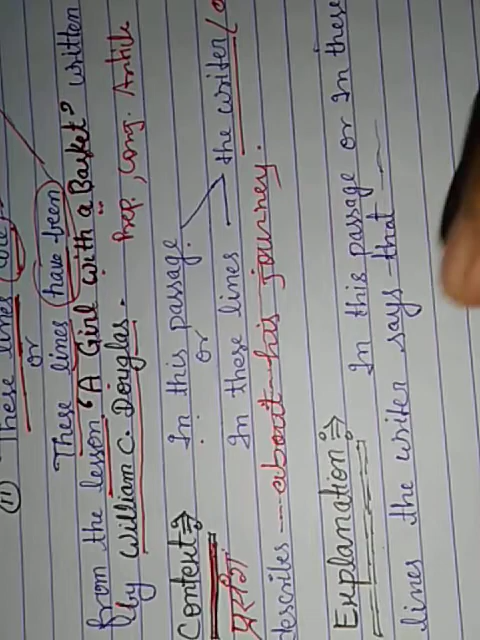 (ii) These lines (are)
or
These lines have been
from the lesson "A Girl with a Basket" written
by William C. Douglas. Prep, Conj. Article
Context ⇒ In this passage
or the writer
In these lines
प्रसंग
describes about his journey.
Explanation ⇒ In this passage or In these
lines the writer says that —